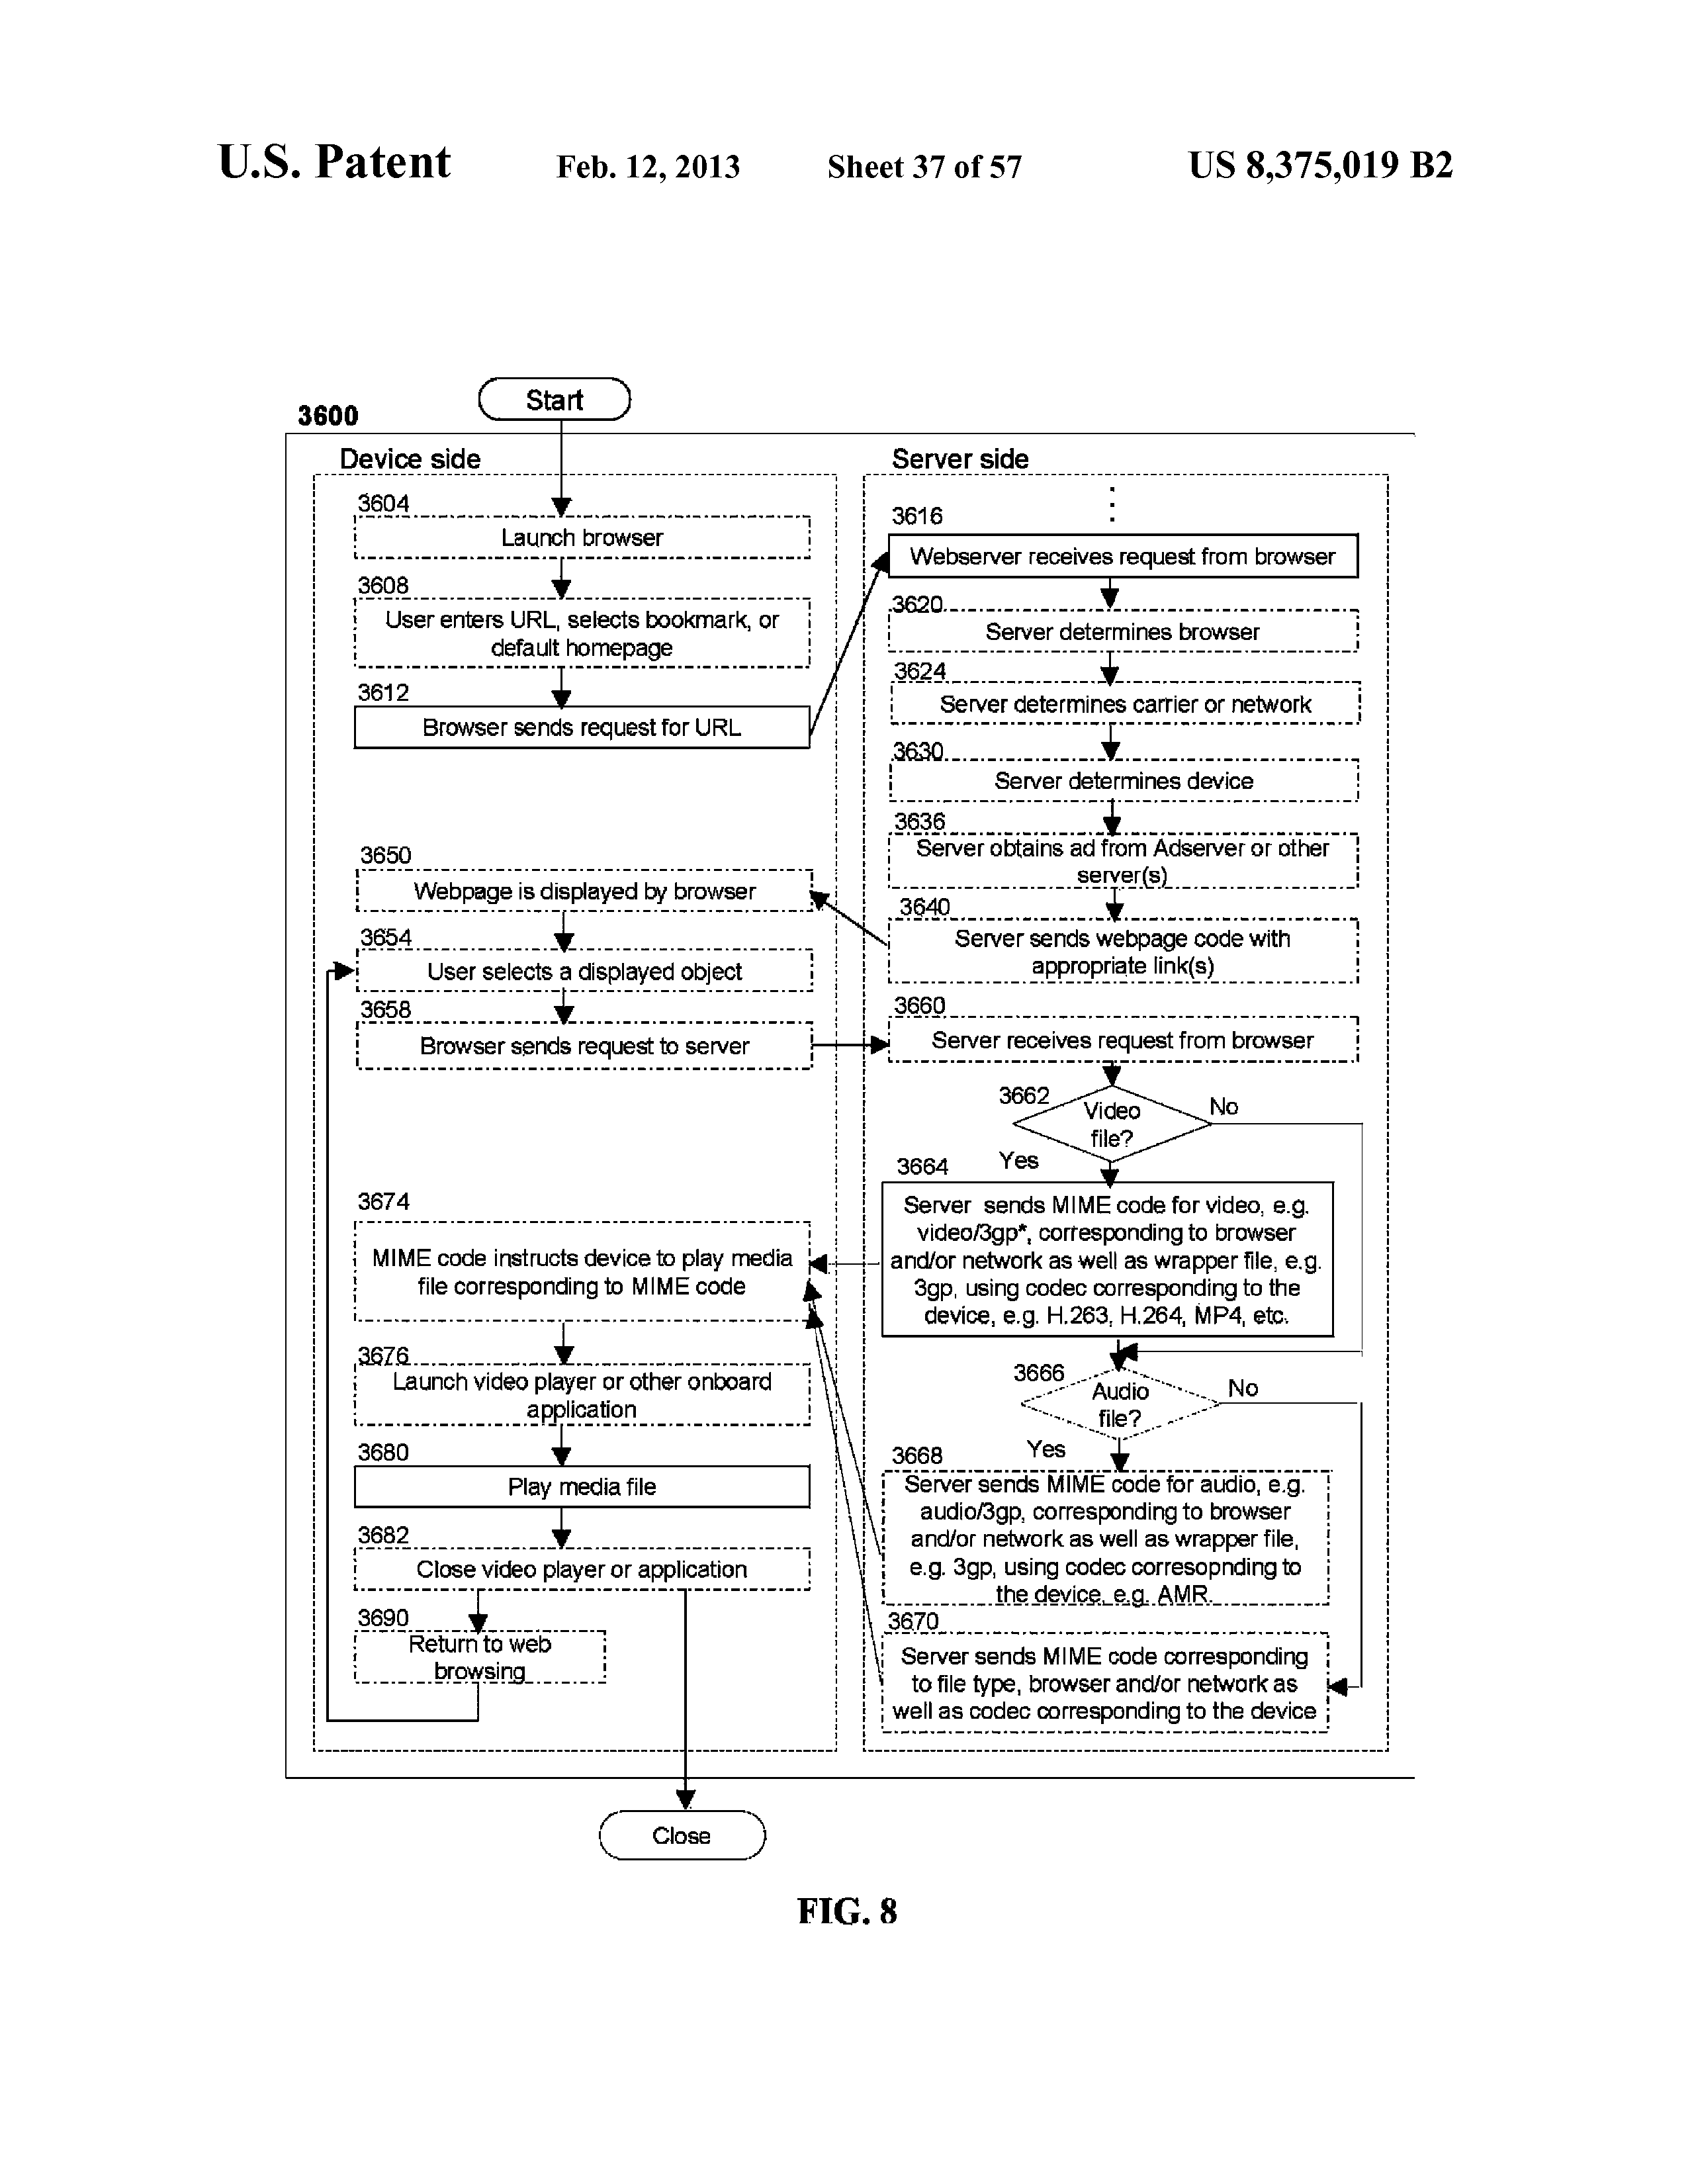 U.S. Patent Feb. 12, 2013 Sheet 37 of 57 US 8,375,019 B2
Start
3600
Device side
3604
Launch browser
3608
User enters URL, selects bookmark, or
default homepage
3612
Browser sends request for URL
3650
Webpage is displayed by browser
3654
User selects a displayed object
3658
Browser sends request to server
3674
MIME code instructs device to play media
file corresponding to MIME code
3676
Launch video player or other onboard
application
3680
Play media file
3682
Close video player or application
3690
Return to web
browsing
Server side
3616
Webserver receives request from browser
3620
Server determines browser
3624
Server determines carrier or network
3630
Server determines device
3636
Server obtains ad from Adserver or other
server(s)
3640
Server sends webpage code with
appropriate link(s)
3660
Server receives request from browser
3662
Video
file?
No
Yes
3664
Server sends MIME code for video, e.g.
video/3gp*, corresponding to browser
and/or network as well as wrapper file, e.g.
3gp, using codec corresponding to the
device, e.g. H.263, H.264, MP4, etc.
3666
Audio
file?
No
Yes
3668
Server sends MIME code for audio, e.g.
audio/3gp, corresponding to browser
and/or network as well as wrapper file,
e.g. 3gp, using codec corresopnding to
the device, e.g. AMR.
3670
Server sends MIME code corresponding
to file type, browser and/or network as
well as codec corresponding to the device
Close
FIG. 8